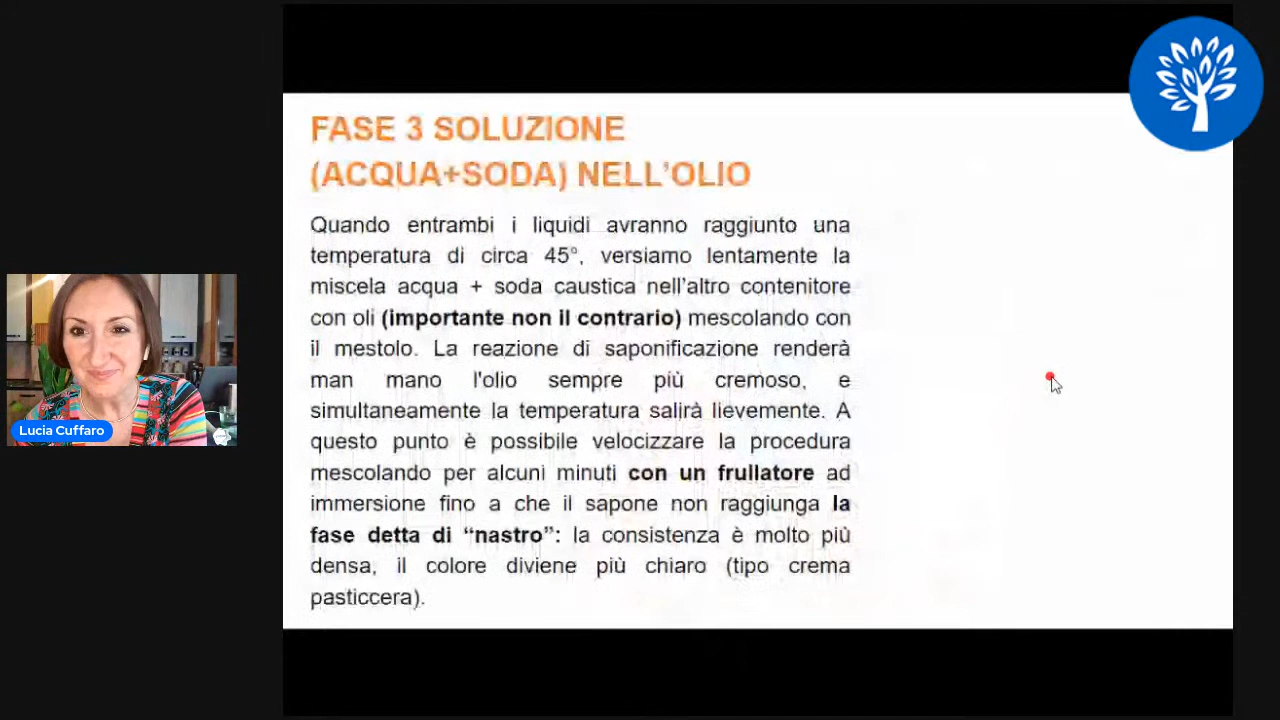 FASE 3 SOLUZIONE
(ACQUA+SODA) NELL'OLIO
Quando entrambi i liquidi avranno raggiunto una
temperatura di circa 45°, versiamo lentamente la
miscela acqua + soda caustica nell'altro contenitore
con oli (importante non il contrario) mescolando con
il mestolo. La reazione di saponificazione renderà
man mano l'olio sempre più cremoso, e
simultaneamente la temperatura salirà lievemente. A
questo punto è possibile velocizzare la procedura
mescolando per alcuni minuti con un frullatore ad
immersione fino a che il sapone non raggiunga la
fase detta di “nastro”: la consistenza è molto più
densa, il colore diviene più chiaro (tipo crema
pasticcera).
Lucia Cuffaro